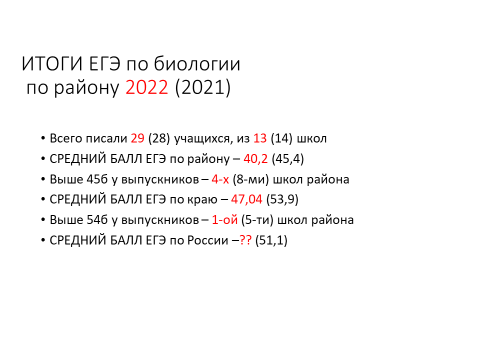 ИТОГИ ЕГЭ по биологии
по району 2022 (2021)
• Всего писали 29 (28) учащихся, из 13 (14) школ
• СРЕДНИЙ БАЛЛ ЕГЭ по району – 40,2 (45,4)
• Выше 45б у выпускников – 4-х (8-ми) школ района
• СРЕДНИЙ БАЛЛ ЕГЭ по краю – 47,04 (53,9)
• Выше 54б у выпускников – 1-ой (5-ти) школ района
• СРЕДНИЙ БАЛЛ ЕГЭ по России –?? (51,1)